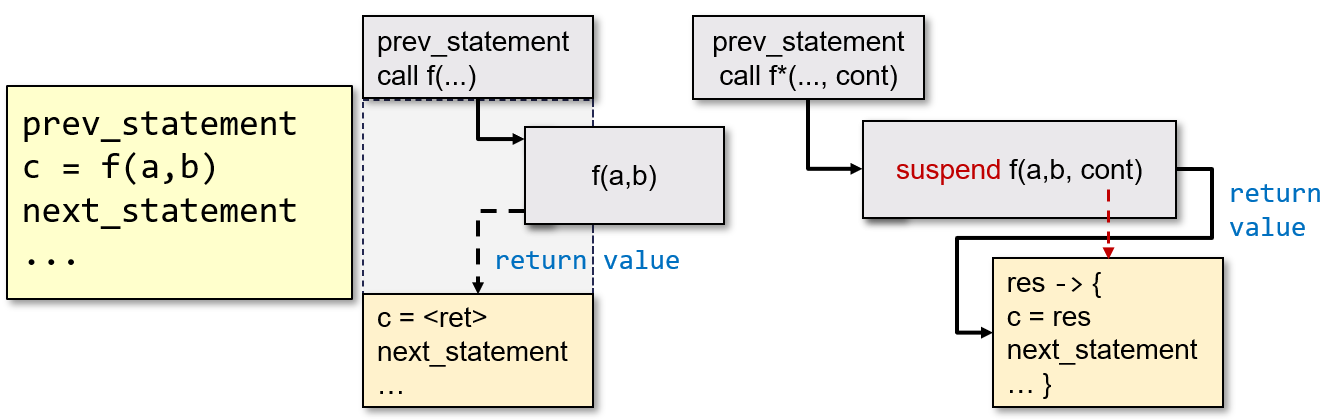 prev_statement
c = f(a,b)
next_statement
...
prev_statement
call f(...)
f(a,b)
return value
c = <ret>
next_statement
…
prev_statement
call f*(..., cont)
suspend f(a,b, cont)
return
value
res -> {
c = res
next_statement
… }